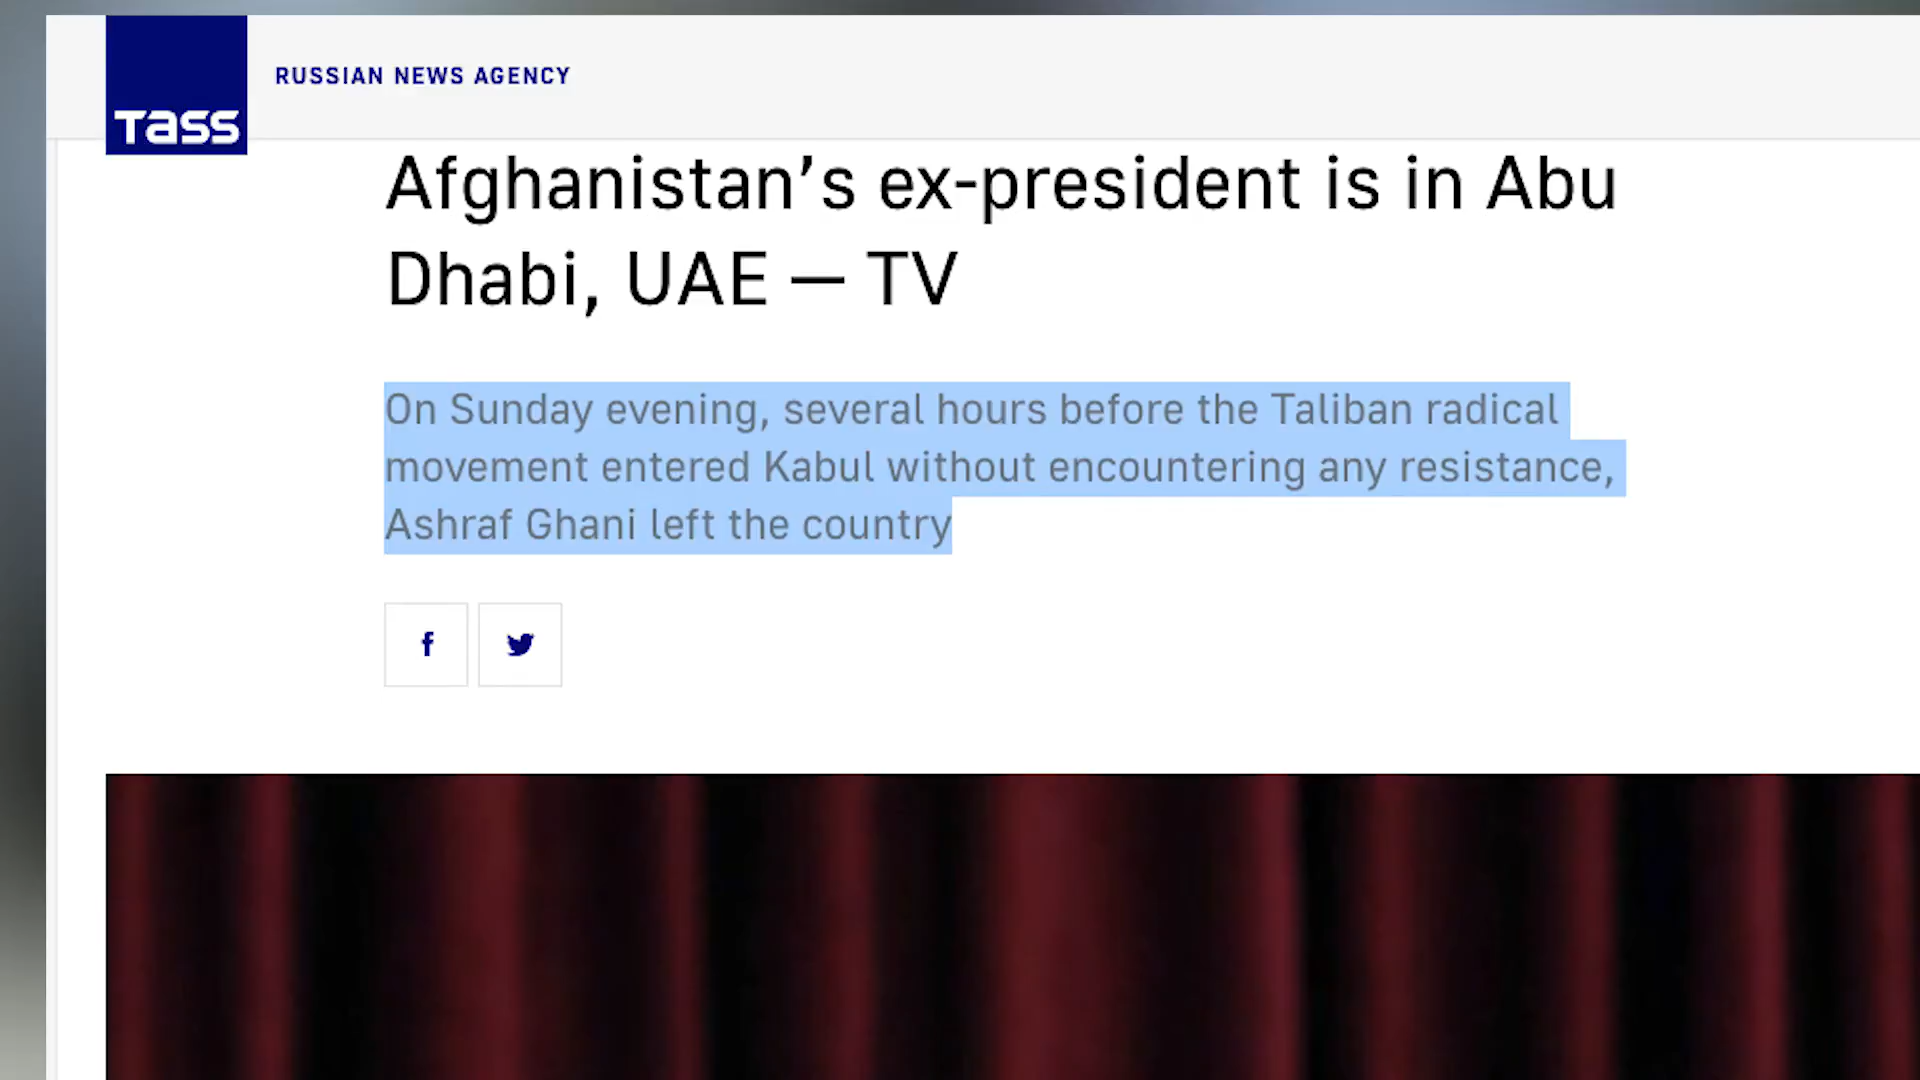 TASS
RUSSIAN NEWS AGENCY
Afghanistan’s ex-president is in Abu
Dhabi, UAE — TV
On Sunday evening, several hours before the Taliban radical
movement entered Kabul without encountering any resistance,
Ashraf Ghani left the country